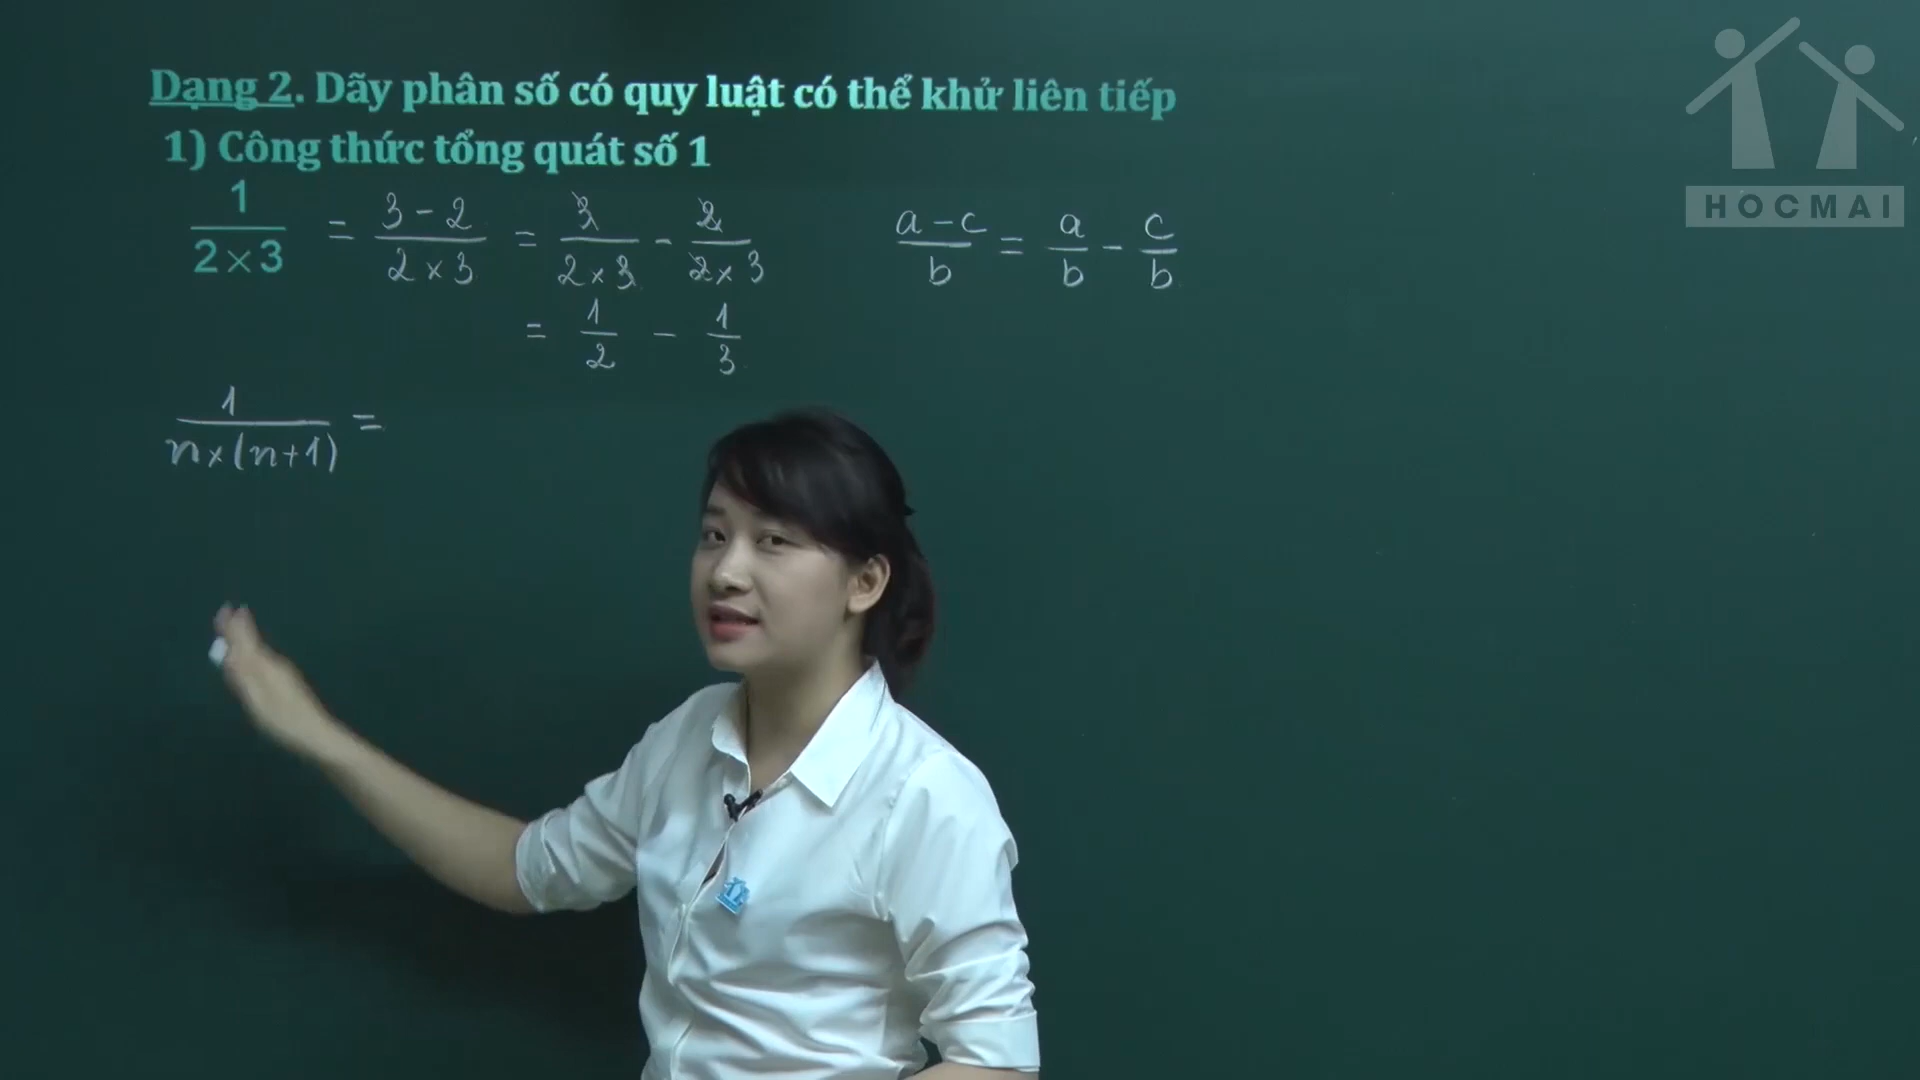 Dạng 2. Dãy phân số có quy luật có thể khử liên tiếp
1) Công thức tổng quát số 1
1/(2×3) = (3-2)/(2×3) = 3/(2×3) - 2/(2×3)
= 1/2 - 1/3
(a-c)/b = a/b - c/b
1/(n×(n+1)) =
HOCMAI